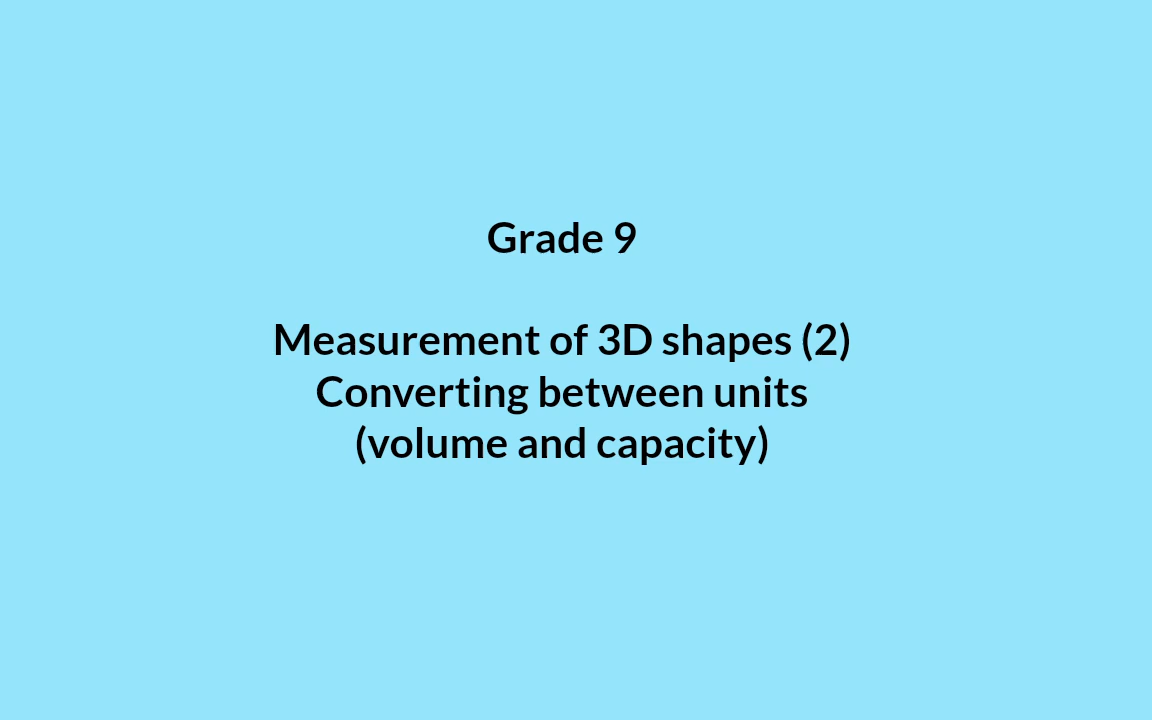 Grade 9
Measurement of 3D shapes (2)
Converting between units
(volume and capacity)